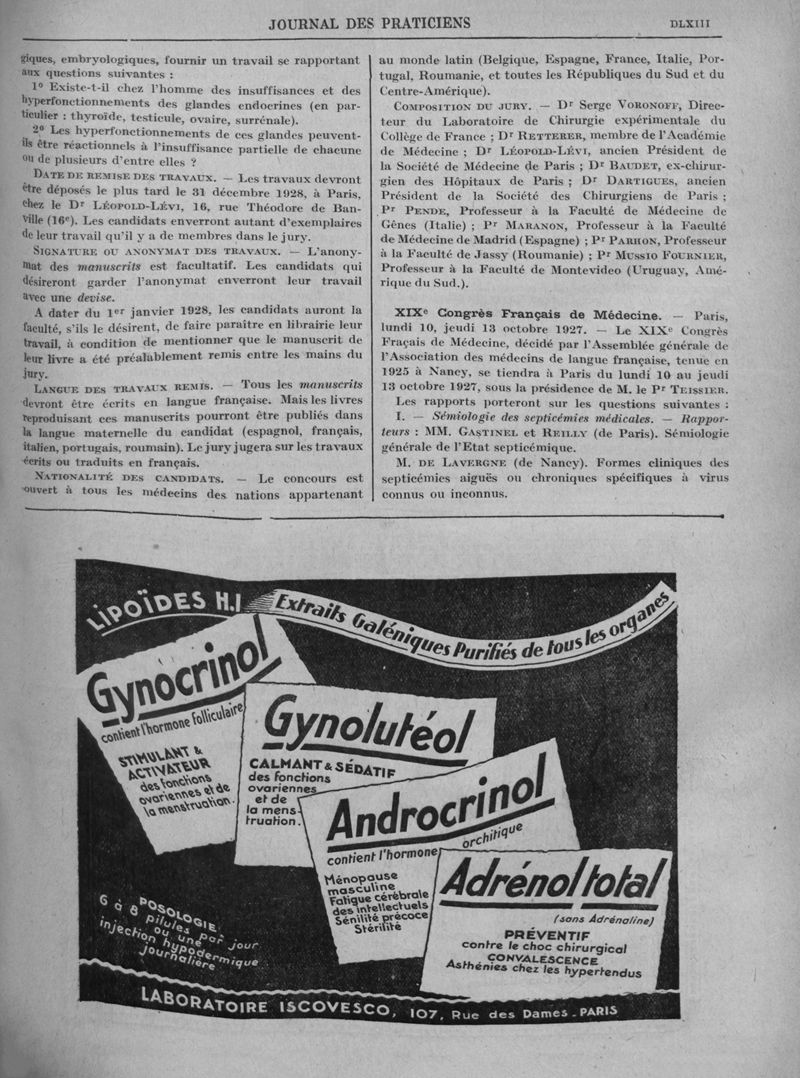 JOURNAL DES PRATICIENS
DLXIII
giques, embryologiques, fournir un travail se rapportant
aux questions suivantes :
1º Existe-t-il chez l'homme des insuffisances et des
hyperfonctionnements des glandes endocrines (en par-
ticulier : thyroïde, testicule, ovaire, surrénale).
2º Les hyperfonctionnements de ces glandes peuvent-
ils être réactionnels à l'insuffisance partielle de chacune
ou de plusieurs d'entre elles ?
DATE DE REMISE DES TRAVAUX. — Les travaux devront
être déposés le plus tard le 31 décembre 1928, à Paris,
chez le Dr LÉOPOLD-LÉVI, 16, rue Théodore de Ban-
ville (16e). Les candidats enverront autant d'exemplaires
de leur travail qu'il y a de membres dans le jury.
SIGNATURE OU ANONYMAT DES TRAVAUX. — L'anony-
mat des manuscrits est facultatif. Les candidats qui
désireront garder l'anonymat enverront leur travail
avec une devise.
A dater du 1er janvier 1928, les candidats auront la
faculté, s'ils le désirent, de faire paraître en librairie leur
travail, à condition de mentionner que le manuscrit de
leur livre a été préalablement remis entre les mains du
jury.
LANGUE DES TRAVAUX REMIS. — Tous les manuscrits
devront être écrits en langue française. Mais les livres
reproduisant ces manuscrits pourront être publiés dans
la langue maternelle du candidat (espagnol, français,
italien, portugais, roumain). Le jury jugera sur les travaux
écrits ou traduits en français.
NATIONALITÉ DES CANDIDATS. — Le concours est
ouvert à tous les médecins des nations appartenant
au monde latin (Belgique, Espagne, France, Italie, Por-
tugal, Roumanie, et toutes les Républiques du Sud et du
Centre-Amérique).
COMPOSITION DU JURY. — Dr Serge VORONOFF, Direc-
teur du Laboratoire de Chirurgie expérimentale du
Collège de France ; Dr RETTERER, membre de l'Académie
de Médecine ; Dr LÉOPOLD-LÉVI, ancien Président de
la Société de Médecine de Paris ; Dr BAUDET, ex-chirur-
gien des Hôpitaux de Paris ; Dr DARTIGUES, ancien
Président de la Société des Chirurgiens de Paris ;
Pr PENDE, Professeur à la Faculté de Médecine de
Gênes (Italie) ; Pr MARANON, Professeur à la Faculté
de Médecine de Madrid (Espagne) ; Pr PARHON, Professeur
à la Faculté de Jassy (Roumanie) ; Pr MUSSIO FOURNIER,
Professeur à la Faculté de Montevideo (Uruguay, Amé-
rique du Sud.).
XIXe Congrès Français de Médecine. — Paris,
lundi 10, jeudi 13 octobre 1927. — Le XIXe Congrès
Fraçais de Médecine, décidé par l'Assemblée générale de
l'Association des médecins de langue française, tenue en
1925 à Nancy, se tiendra à Paris du lundi 10 au jeudi
13 octobre 1927, sous la présidence de M. le Pr TEISSIER.
Les rapports porteront sur les questions suivantes :
I. — Sémiologie des septicémies médicales. — Rappor-
teurs : MM. GASTINEL et REILLY (de Paris). Sémiologie
générale de l'Etat septicémique.
M. DE LAVERGNE (de Nancy). Formes cliniques des
septicémies aiguës ou chroniques spécifiques à virus
connus ou inconnus.
LIPOÏDES H.I
Extraits Galéniques Purifiés de tous les organes
Gynocrinol
contient l'hormone folliculaire
STIMULANT &
ACTIVATEUR
des fonctions
ovariennes et de
la menstruation.
Gynolutéol
CALMANT & SÉDATIF
des fonctions
ovariennes
et de
la mens-
truation.
Androcrinol
contient l'hormone
orchitique
Ménopause
masculine
Fatigue cérébrale
des intellectuels
Sénilité précoce
Stérilité
Adrénol total
(sans Adrénaline)
PRÉVENTIF
contre le choc chirurgical
CONVALESCENCE
Asthénies chez les hypertendus
POSOLOGIE.
6 à 8 pilules par jour
ou une
injection hypodermique
journalière
LABORATOIRE ISCOVESCO, 107, Rue des Dames - PARIS